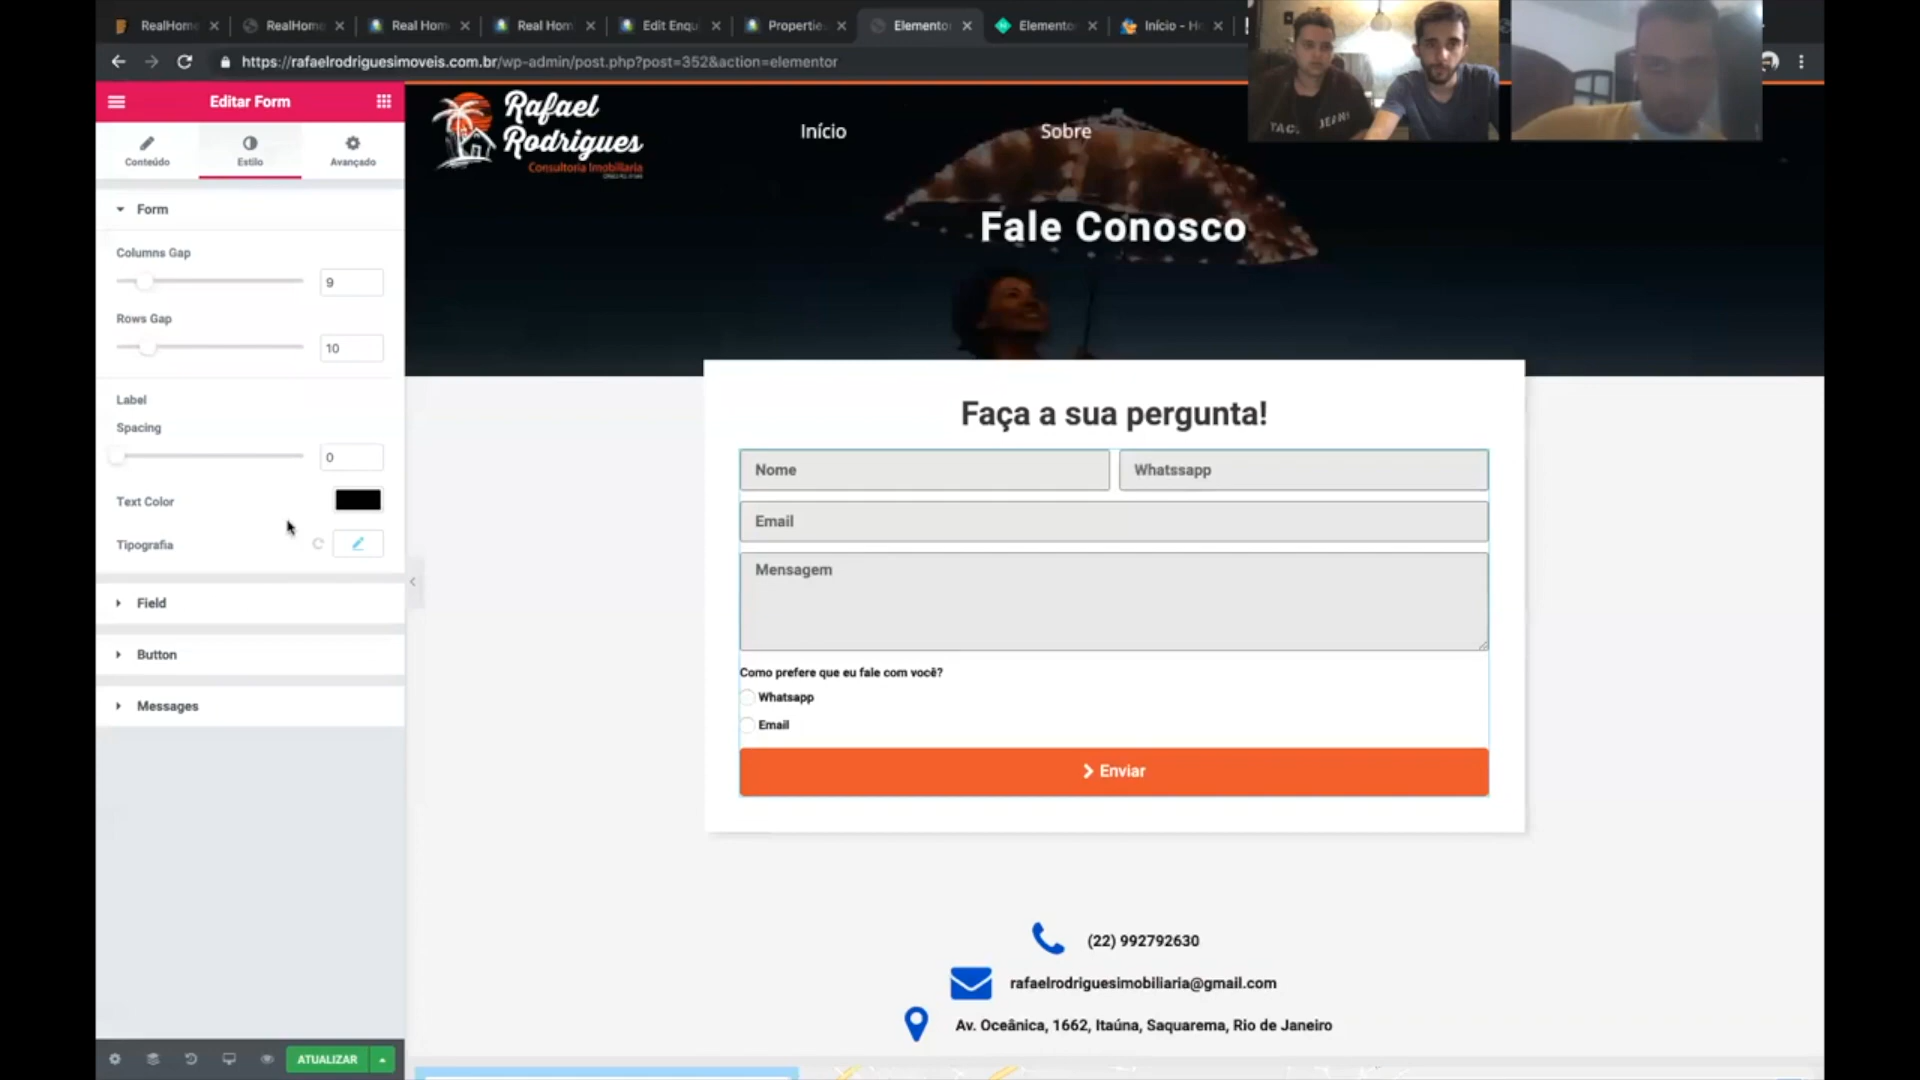 RealHome
RealHome
Real Hom
Real Hom
Edit Enqu
Propertie
Elemento
Elemento
Início - H
https://rafaelrodriguesimoveis.com.br/wp-admin/post.php?post=352&action=elementor
Editar Form
Conteúdo
Estilo
Avançado
Form
Columns Gap
9
Rows Gap
10
Label
Spacing
0
Text Color
Tipografia
Field
Button
Messages
ATUALIZAR
Rafael
Rodrigues
Consultoria Imobiliaria
Início
Sobre
JEANS
Fale Conosco
Faça a sua pergunta!
Nome
Whatssapp
Email
Mensagem
Como prefere que eu fale com você?
Whatsapp
Email
Enviar
(22) 992792630
rafaelrodriguesimobiliaria@gmail.com
Av. Oceânica, 1662, Itaúna, Saquarema, Rio de Janeiro